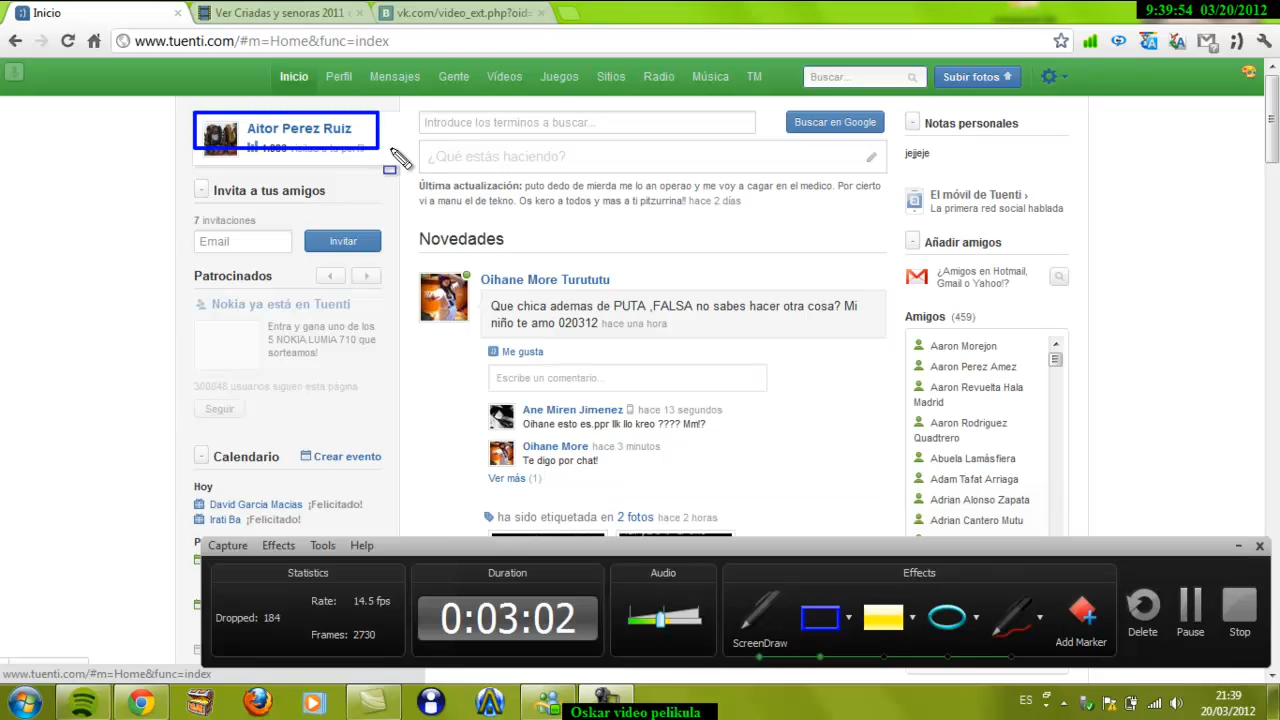 Inicio
Ver Criadas y senoras 2011
vk.com/video_ext.php?oid=
9:39:54 03/20/2012
www.tuenti.com/#m=Home&func=index
Inicio Perfil Mensajes Gente Vídeos Juegos Sitios Radio Música TM
Buscar...
Subir fotos
Aitor Perez Ruiz
Invita a tus amigos
7 invitaciones
Email
Invitar
Patrocinados
Nokia ya está en Tuenti
Entra y gana uno de los
5 NOKIA LUMIA 710 que
sorteamos!
usuarios siguen esta página
Seguir
Calendario
Crear evento
Hoy
David Garcia Macias ¡Felicitado!
Irati Ba ¡Felicitado!
Introduce los terminos a buscar...
Buscar en Google
¿Qué estás haciendo?
Última actualización: puto dedo de mierda me lo an operao y me voy a cagar en el medico. Por cierto
vi a manu el de tekno. Os kero a todos y mas a ti pitzurrina!! hace 2 días
Novedades
Oihane More Turututu
Que chica ademas de PUTA ,FALSA no sabes hacer otra cosa? Mi
niño te amo 020312 hace una hora
Me gusta
Escribe un comentario...
Ane Miren Jimenez hace 13 segundos
Oihane esto es.ppr llk llo kreo ???? Mm!?
Oihane More hace 3 minutos
Te digo por chat!
Ver más (1)
ha sido etiquetada en 2 fotos hace 2 horas
Notas personales
jejjeje
El móvil de Tuenti ›
La primera red social hablada
Añadir amigos
¿Amigos en Hotmail,
Gmail o Yahoo!?
Amigos (459)
Aaron Morejon
Aaron Perez Amez
Aaron Revuelta Hala
Madrid
Aaron Rodriguez
Quadtrero
Abuela Lamásfiera
Adam Tafat Arriaga
Adrian Alonso Zapata
Adrian Cantero Mutu
Capture Effects Tools Help
Statistics
Rate: 14.5 fps
Dropped: 184
Frames: 2730
Duration
0:03:02
Audio
Effects
ScreenDraw
Add Marker
Delete
Pause
Stop
www.tuenti.com/#m=Home&func=index
Oskar video pelikula
ES
21:39
20/03/2012